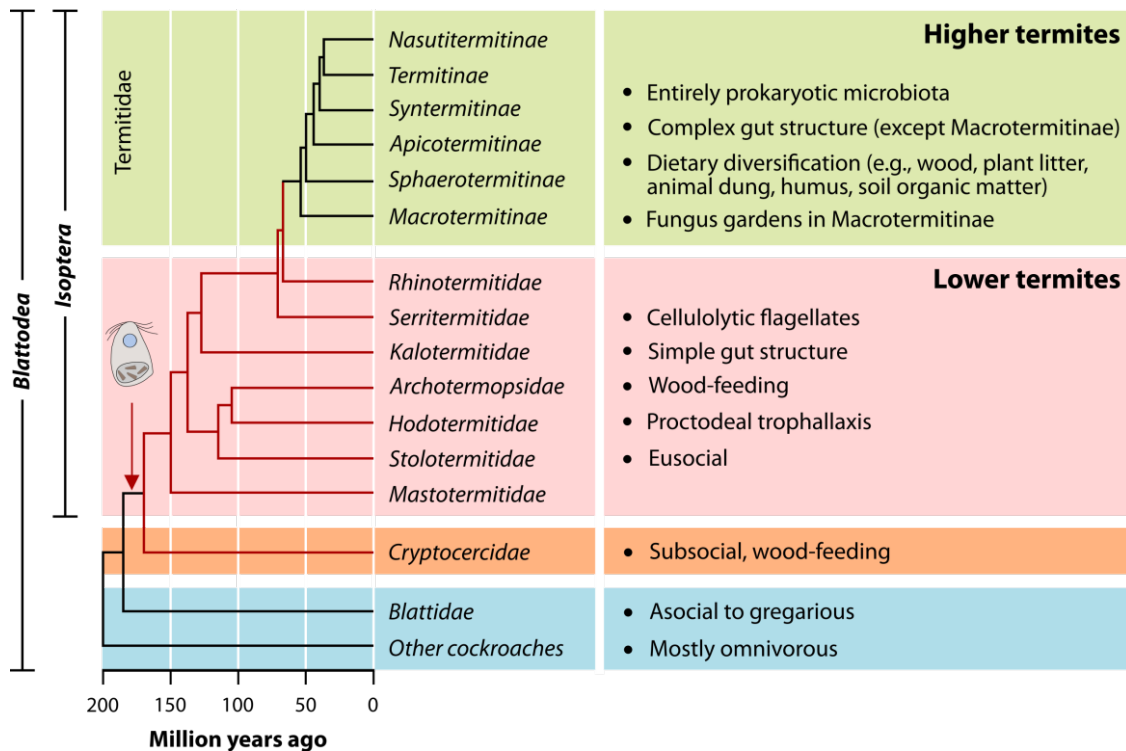 Blattodea
Isoptera
Termitidae
Nasutitermitinae
Termitinae
Syntermitinae
Apicotermitinae
Sphaerotermitinae
Macrotermitinae
Higher termites
• Entirely prokaryotic microbiota
• Complex gut structure (except Macrotermitinae)
• Dietary diversification (e.g., wood, plant litter,
animal dung, humus, soil organic matter)
• Fungus gardens in Macrotermitinae
Rhinotermitidae
Serritermitidae
Kalotermitidae
Archotermopsidae
Hodotermitidae
Stolotermitidae
Mastotermitidae
Lower termites
• Cellulolytic flagellates
• Simple gut structure
• Wood-feeding
• Proctodeal trophallaxis
• Eusocial
Cryptocercidae
• Subsocial, wood-feeding
Blattidae
Other cockroaches
• Asocial to gregarious
• Mostly omnivorous
200 150 100 50 0
Million years ago